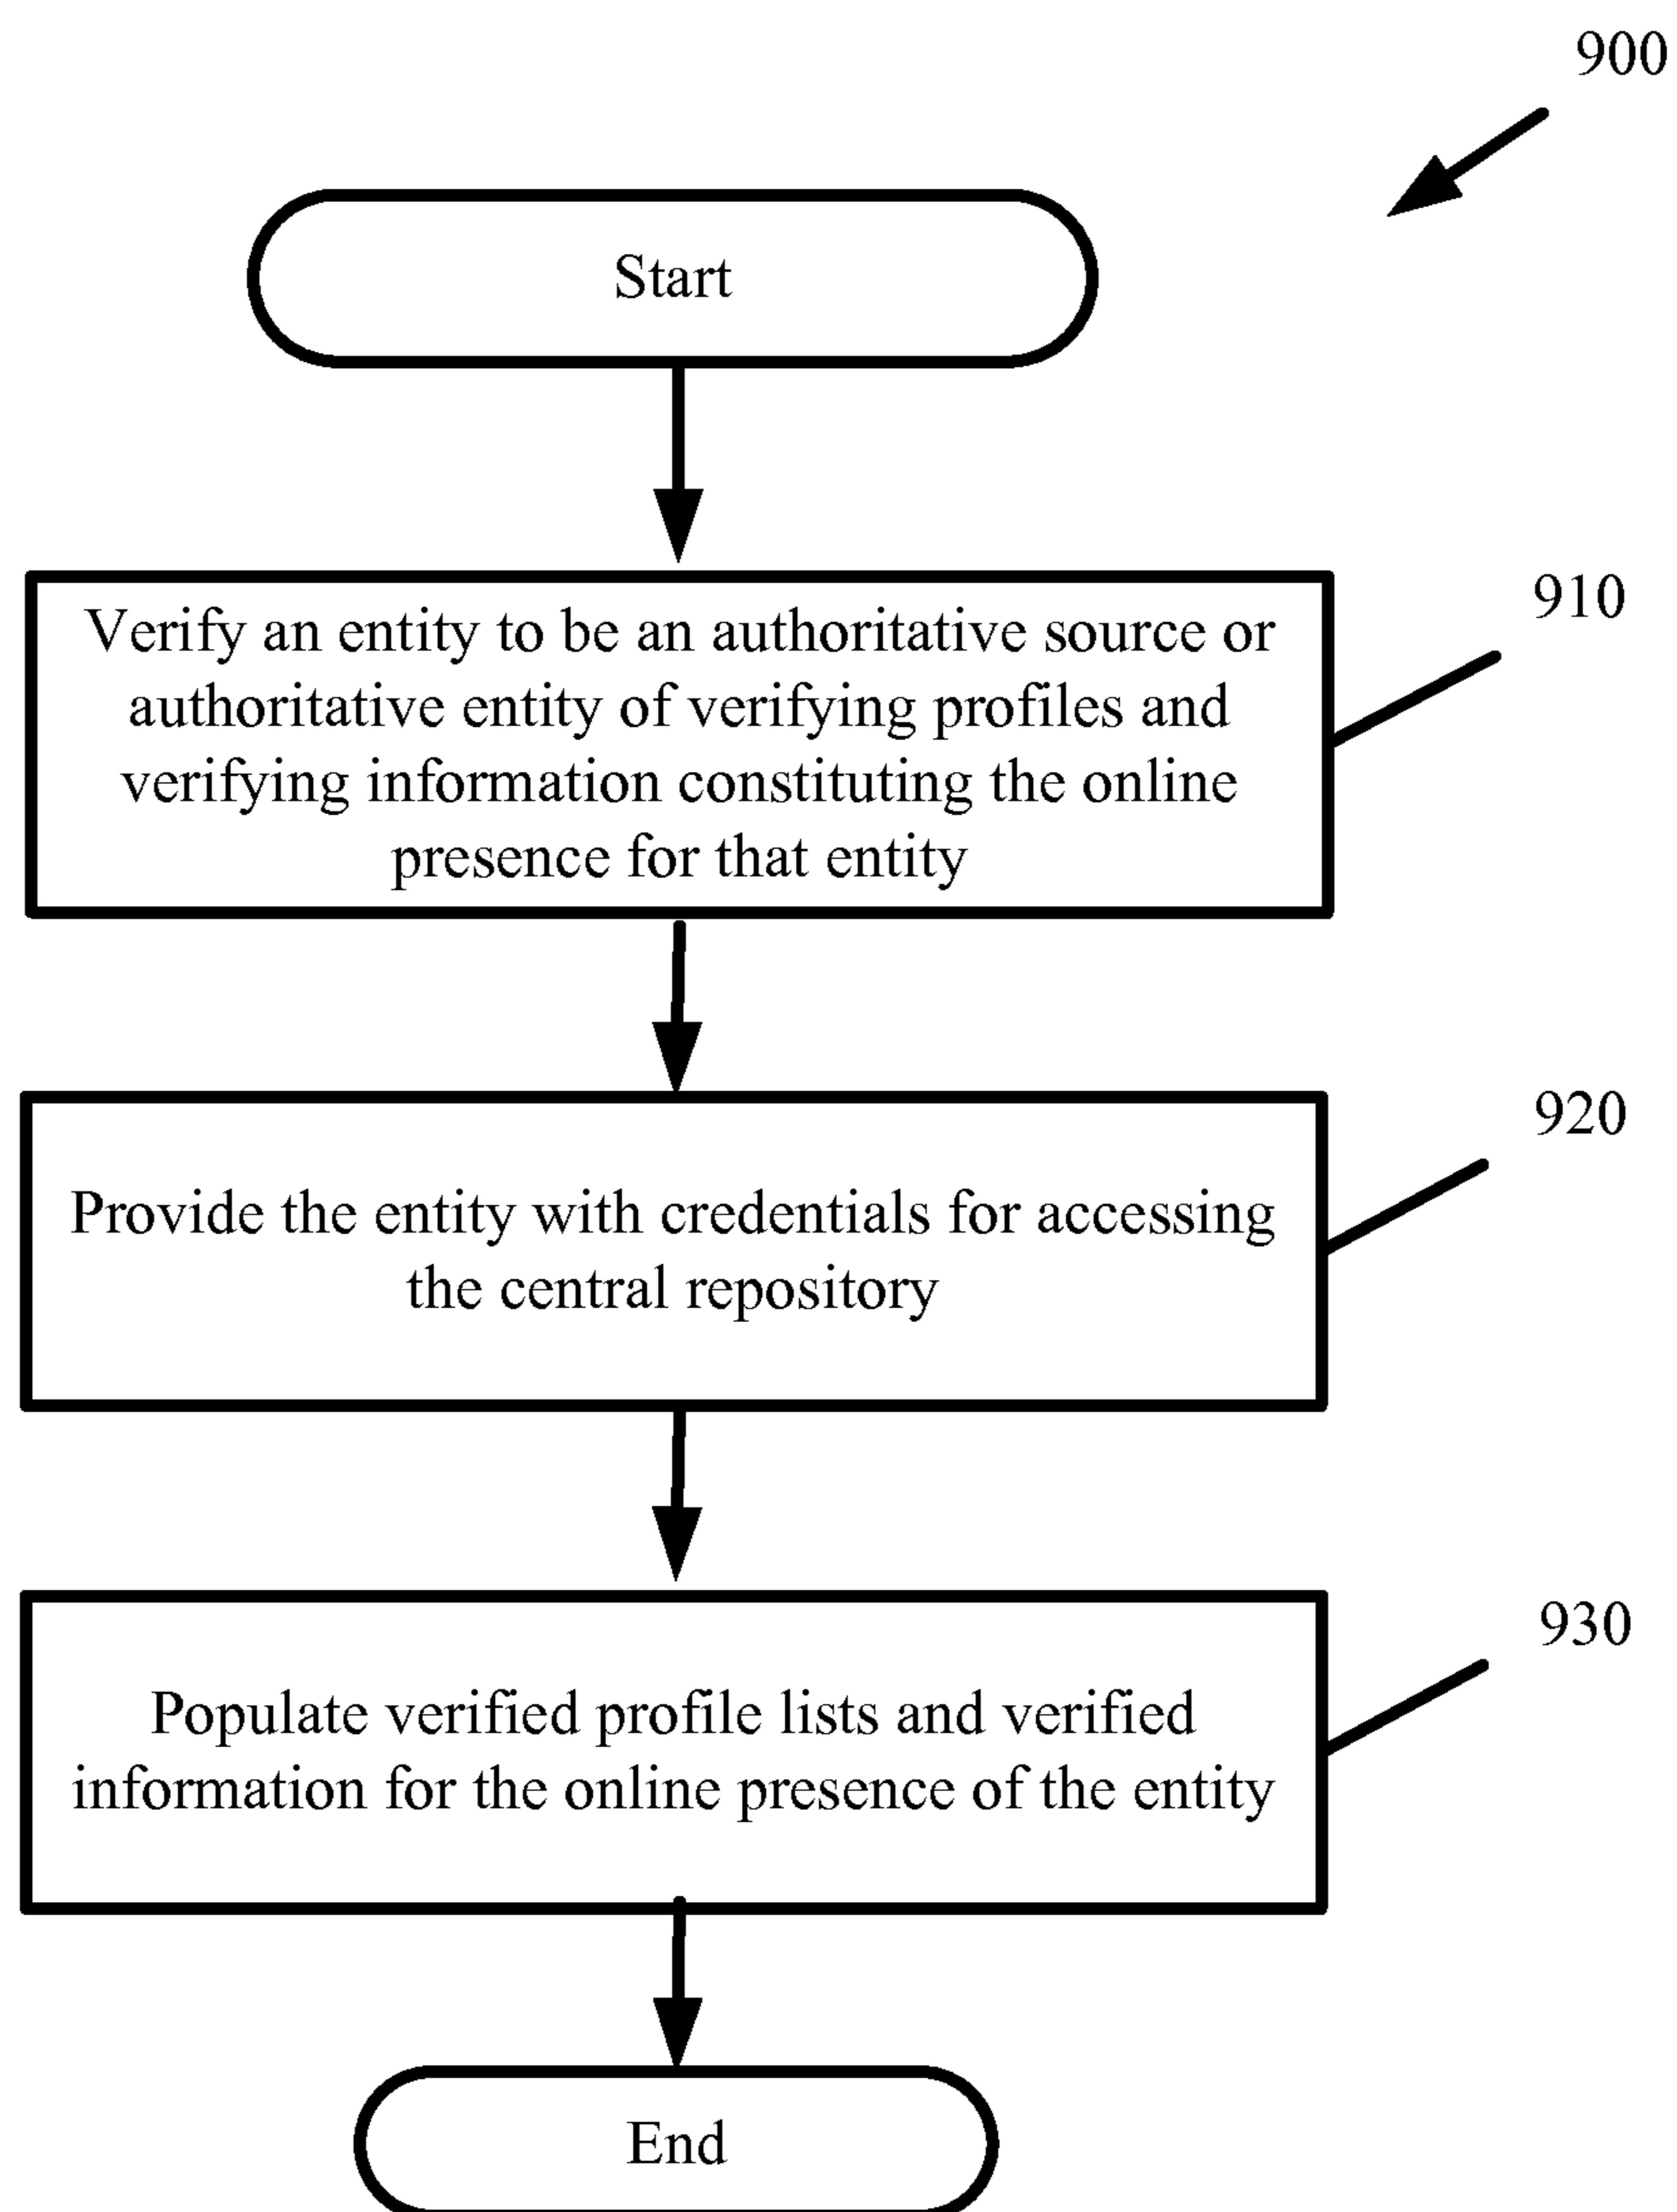 900
Start
Verify an entity to be an authoritative source or
authoritative entity of verifying profiles and
verifying information constituting the online
presence for that entity
910
Provide the entity with credentials for accessing
the central repository
920
Populate verified profile lists and verified
information for the online presence of the entity
930
End